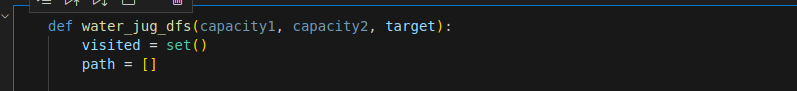 def water_jug_dfs(capacity1, capacity2, target):
    visited = set()
    path = []